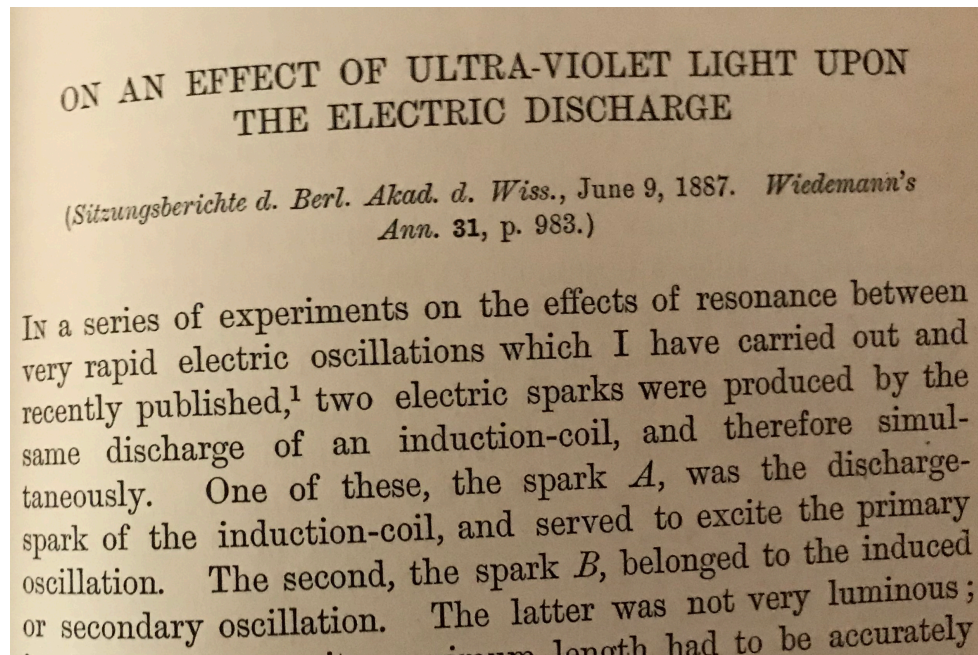 ON AN EFFECT OF ULTRA-VIOLET LIGHT UPON
THE ELECTRIC DISCHARGE
(Sitzungsberichte d. Berl. Akad. d. Wiss., June 9, 1887. Wiedemann's
Ann. 31, p. 983.)
IN a series of experiments on the effects of resonance between
very rapid electric oscillations which I have carried out and
recently published,¹ two electric sparks were produced by the
same discharge of an induction-coil, and therefore simul-
taneously. One of these, the spark A, was the discharge-
spark of the induction-coil, and served to excite the primary
oscillation. The second, the spark B, belonged to the induced
or secondary oscillation. The latter was not very luminous;
length had to be accurately